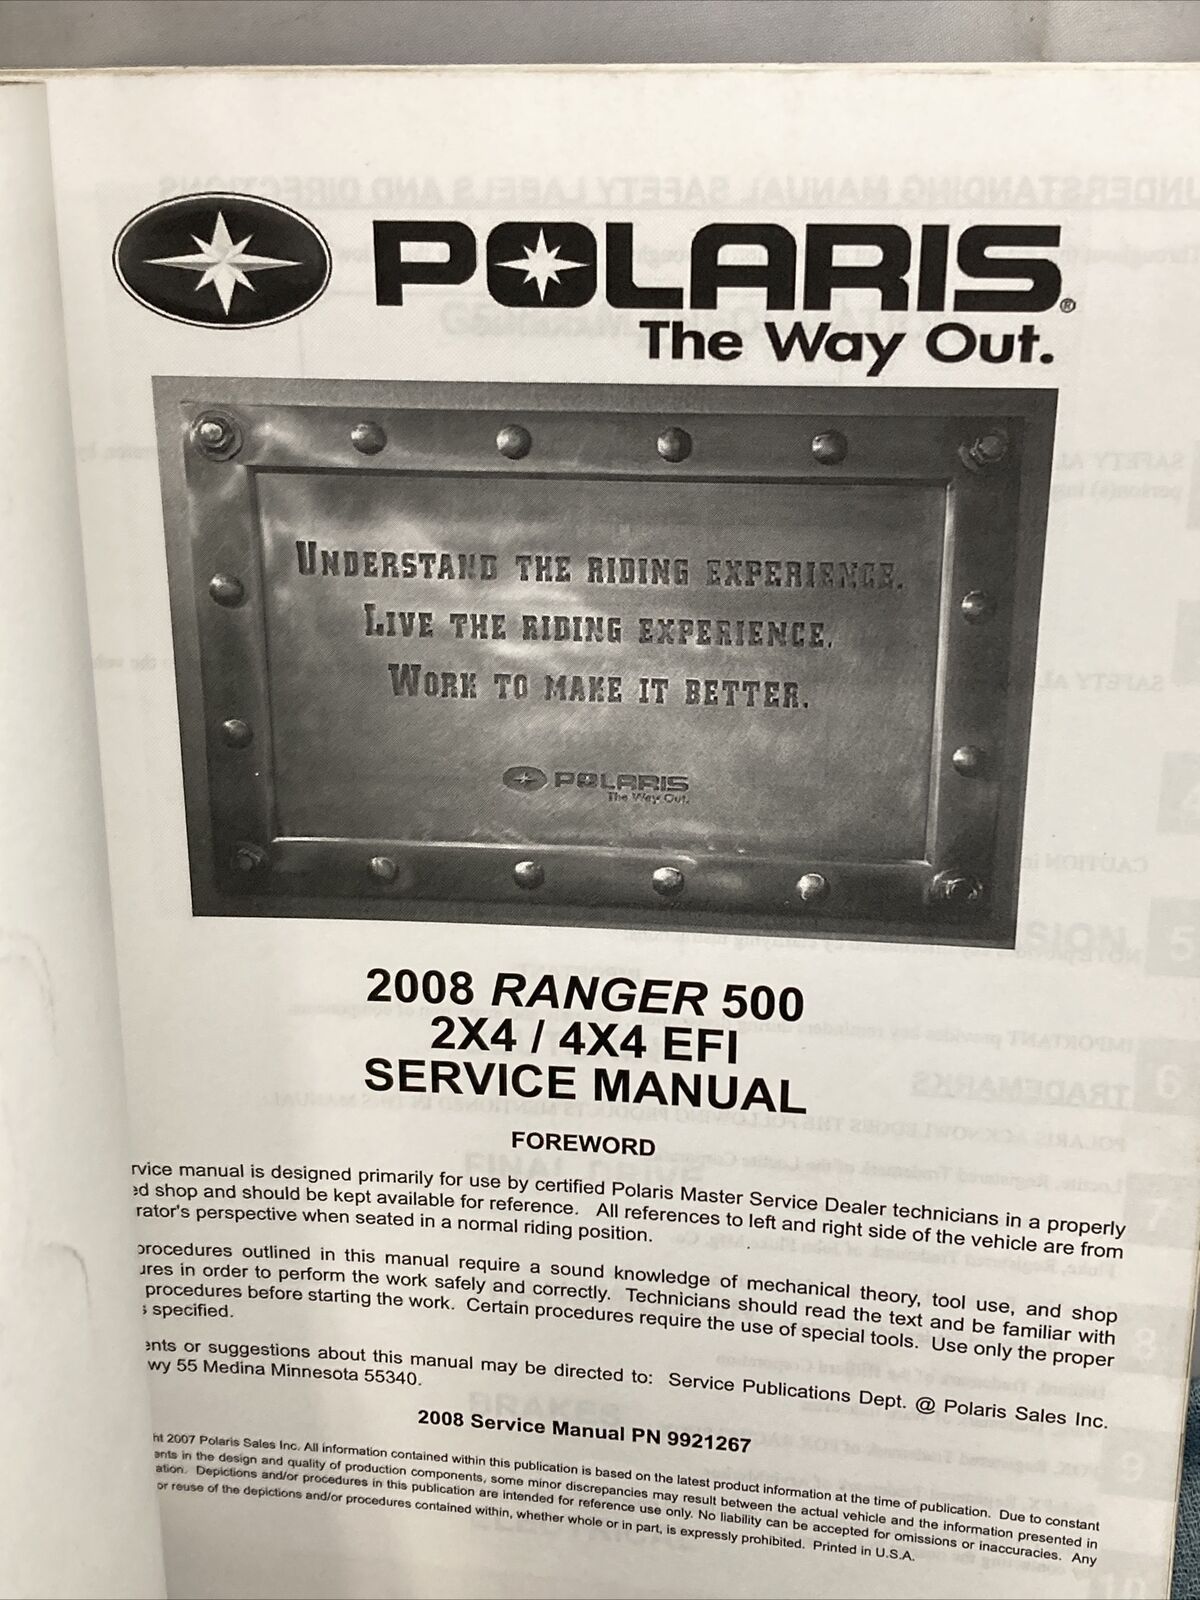 POLARIS®
The Way Out.
UNDERSTAND THE RIDING EXPERIENCE.
LIVE THE RIDING EXPERIENCE.
WORK TO MAKE IT BETTER.
POLARIS
The Way Out.
2008 RANGER 500
2X4 / 4X4 EFI
SERVICE MANUAL
FOREWORD
rvice manual is designed primarily for use by certified Polaris Master Service Dealer technicians in a properly
ed shop and should be kept available for reference. All references to left and right side of the vehicle are from
rator's perspective when seated in a normal riding position.
procedures outlined in this manual require a sound knowledge of mechanical theory, tool use, and shop
ures in order to perform the work safely and correctly. Technicians should read the text and be familiar with
procedures before starting the work. Certain procedures require the use of special tools. Use only the proper
s specified.
ents or suggestions about this manual may be directed to: Service Publications Dept. @ Polaris Sales Inc.
wy 55 Medina Minnesota 55340.
2008 Service Manual PN 9921267
ht 2007 Polaris Sales Inc. All information contained within this publication is based on the latest product information at the time of publication. Due to constant
ents in the design and quality of production components, some minor discrepancies may result between the actual vehicle and the information presented in
ation. Depictions and/or procedures in this publication are intended for reference use only. No liability can be accepted for omissions or inaccuracies. Any
or reuse of the depictions and/or procedures contained within, whether whole or in part, is expressly prohibited. Printed in U.S.A.